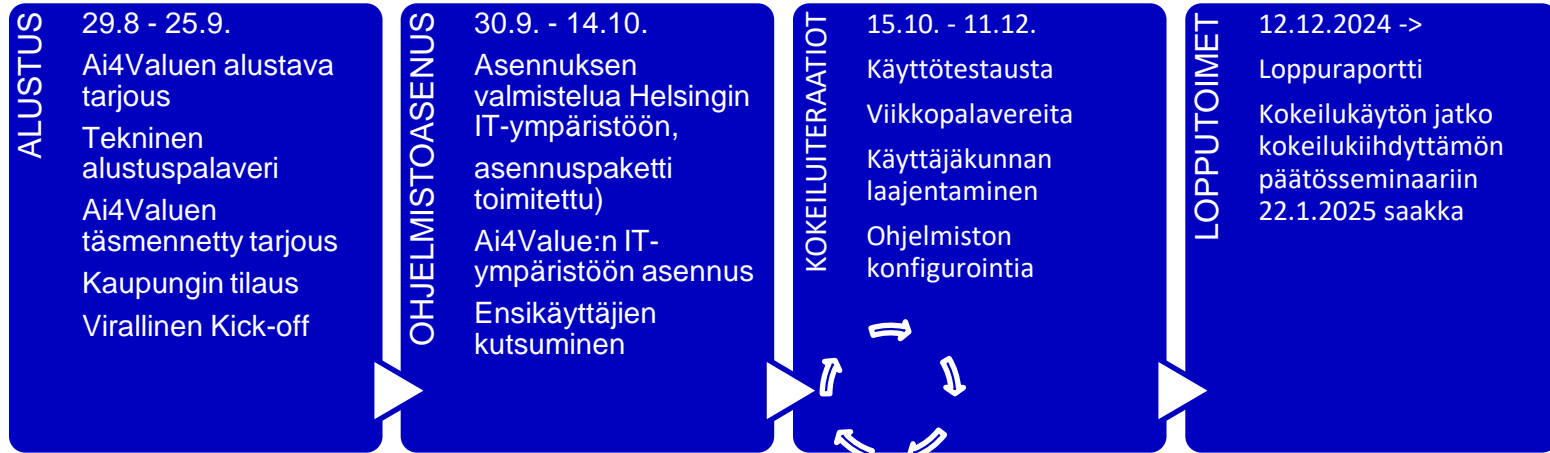 ALUSTUS
29.8 - 25.9.
Ai4Valuen alustava
tarjous
Tekninen
alustuspalaveri
Ai4Valuen
täsmennetty tarjous
Kaupungin tilaus
Virallinen Kick-off
OHJELMISTOASENUS
30.9. - 14.10.
Asennuksen
valmistelua Helsingin
IT-ympäristöön,
asennuspaketti
toimitettu)
Ai4Value:n IT-
ympäristöön asennus
Ensikäyttäjien
kutsuminen
KOKEILUITERAATIOT
15.10. - 11.12.
Käyttötestausta
Viikkopalavereita
Käyttäjäkunnan
laajentaminen
Ohjelmiston
konfigurointia
LOPPUTOIMET
12.12.2024 ->
Loppuraportti
Kokeilukäytön jatko
kokeilukiihdyttämön
päätösseminaariin
22.1.2025 saakka